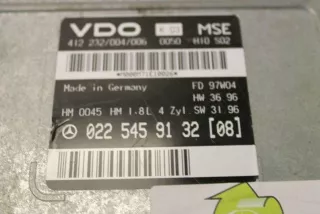 VDO MSE
412 232/004/006 0050 H10 S02
Made in Germany FD 97W04
HW 36 96
HM 0045 HM 1.8L 4 Zyl SW 31 96
022 545 91 32 [08]